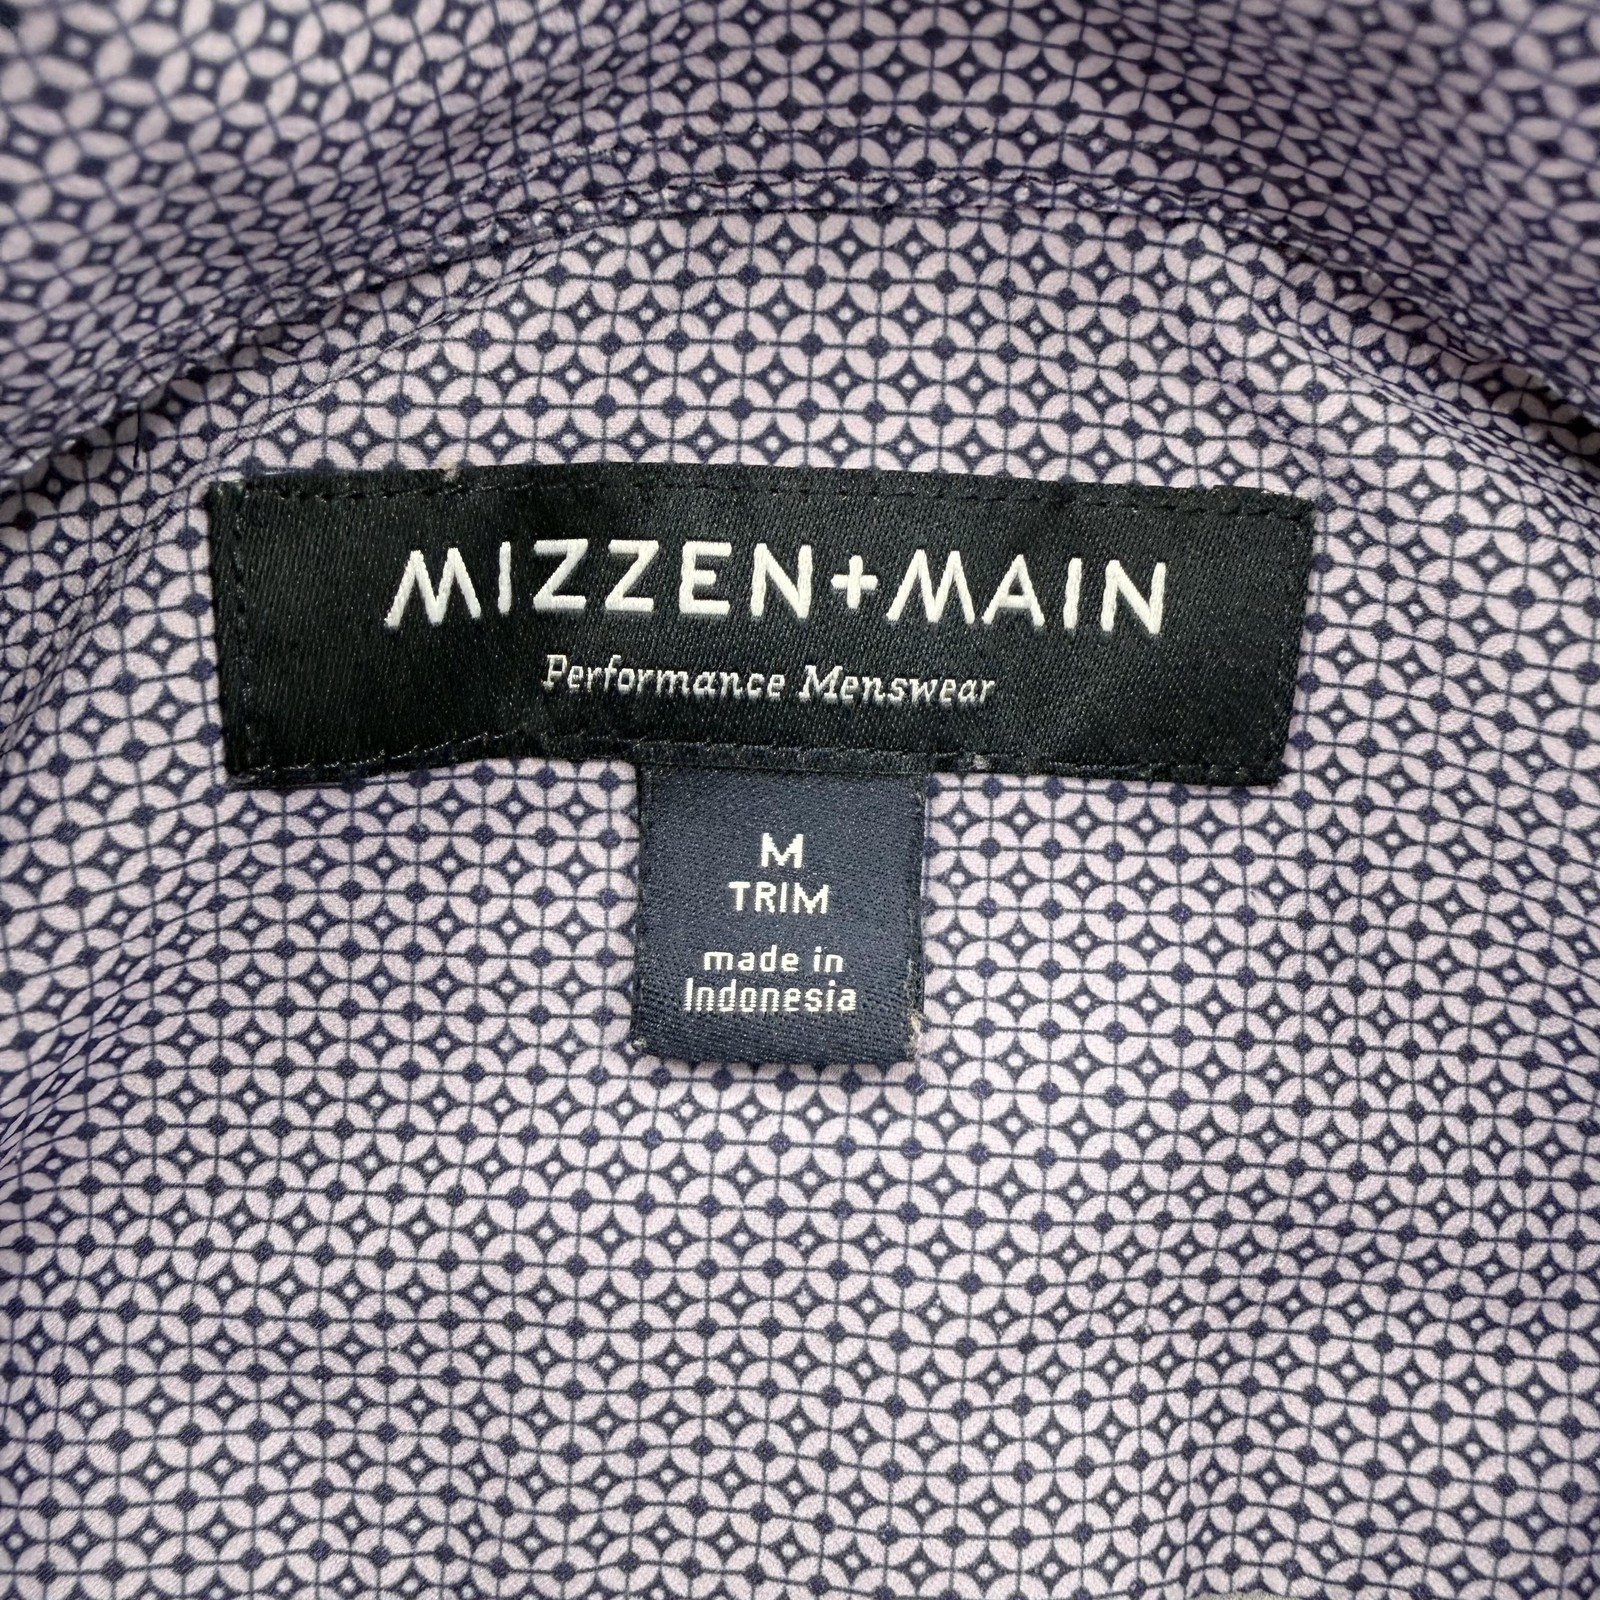 MIZZEN+MAIN
Performance Menswear
M
TRIM
made in
Indonesia